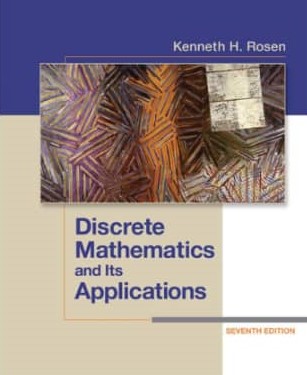 Kenneth H. Rosen
Discrete
Mathematics
and Its
Applications
SEVENTH EDITION